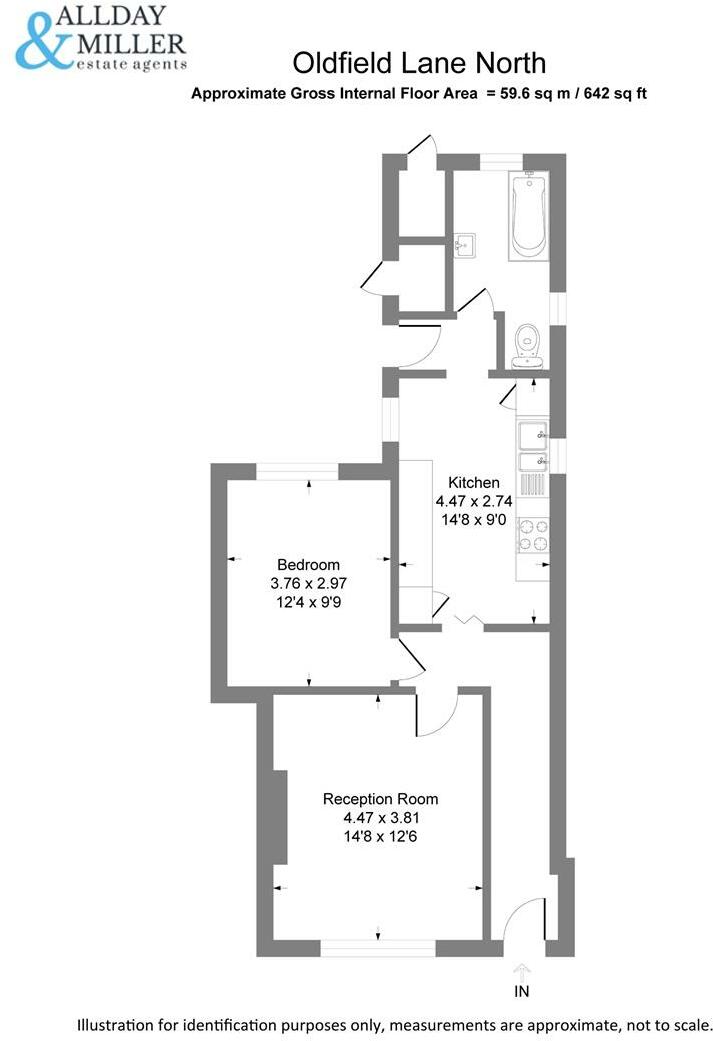 ALLDAY
& MILLER
estate agents
Oldfield Lane North
Approximate Gross Internal Floor Area = 59.6 sq m / 642 sq ft
Kitchen
4.47 x 2.74
14'8 x 9'0
Bedroom
3.76 x 2.97
12'4 x 9'9
Reception Room
4.47 x 3.81
14'8 x 12'6
IN
Illustration for identification purposes only, measurements are approximate, not to scale.